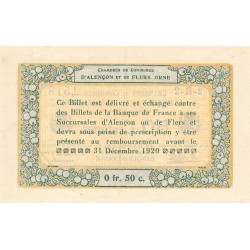 CHAMBRE DE COMMERCE
D'ALENÇON ET DE FLERS, ORNE
Ce Billet est délivré et échangé contre
des Billets de la Banque de France à ses
Succursales d'Alençon ou de Flers et
devra sous peine de prescription y être
présenté au remboursement avant le
31 Décembre 1920
0 fr. 50 c.